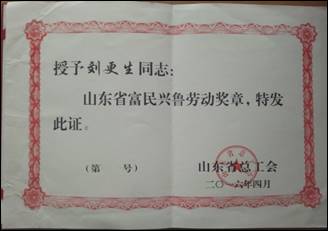 授予刘更生同志：
山东省富民兴鲁劳动奖章，特发
此证。
（第 号）
山东省总工会
二〇一六年四月